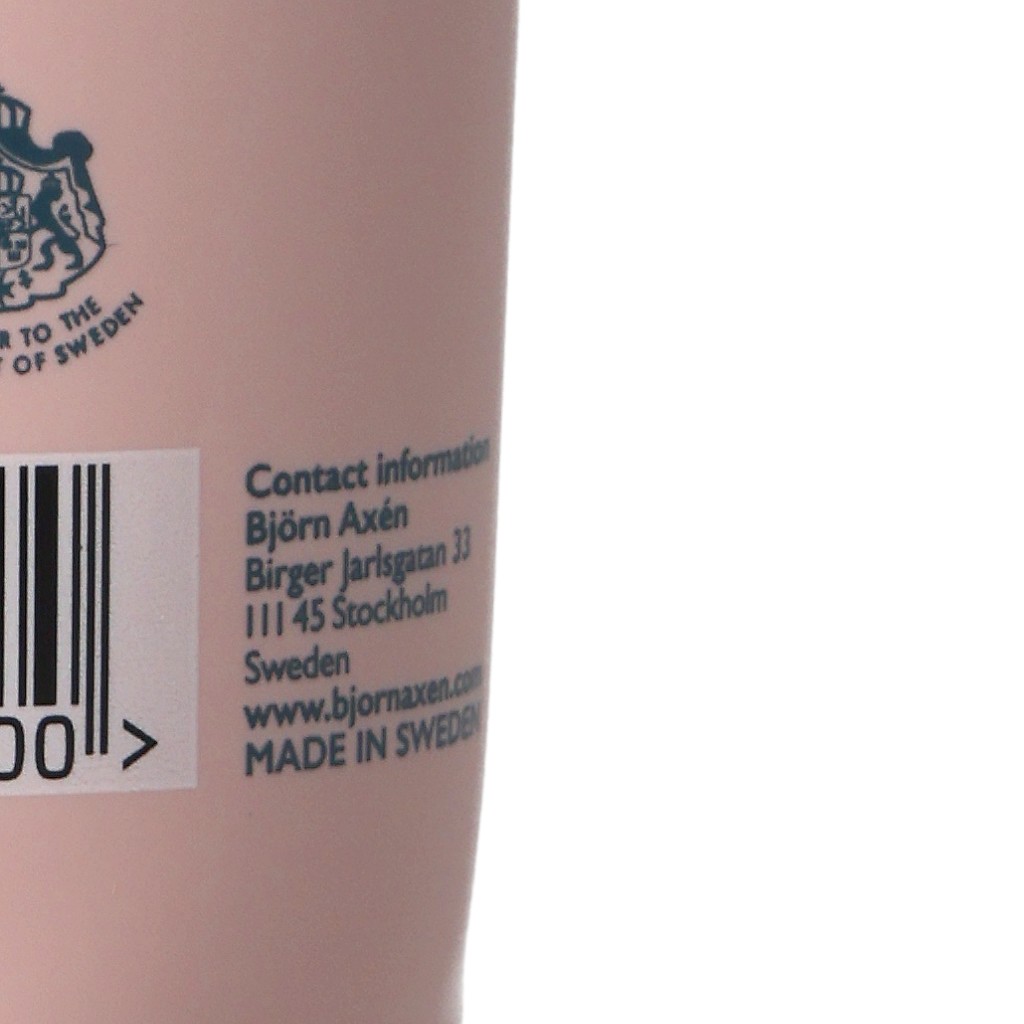 R TO THE
T OF SWEDEN
Contact information
Björn Axén
Birger Jarlsgatan 33
111 45 Stockholm
Sweden
www.bjornaxen.com
MADE IN SWEDEN
00 >